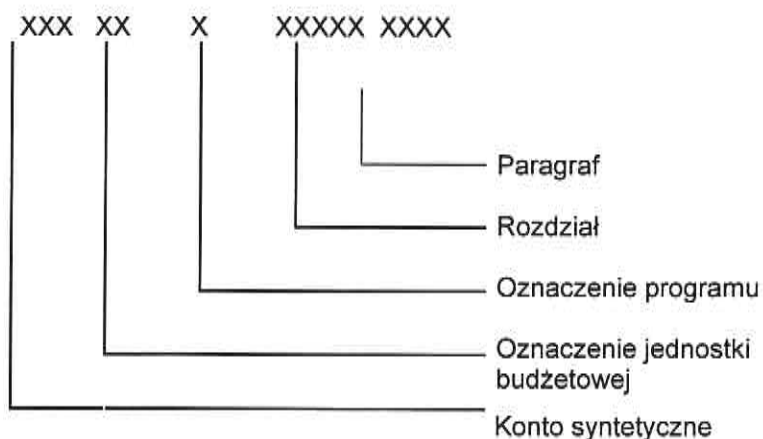 XXX XX X XXXXX XXXX
Paragraf
Rozdział
Oznaczenie programu
Oznaczenie jednostki
budżetowej
Konto syntetyczne